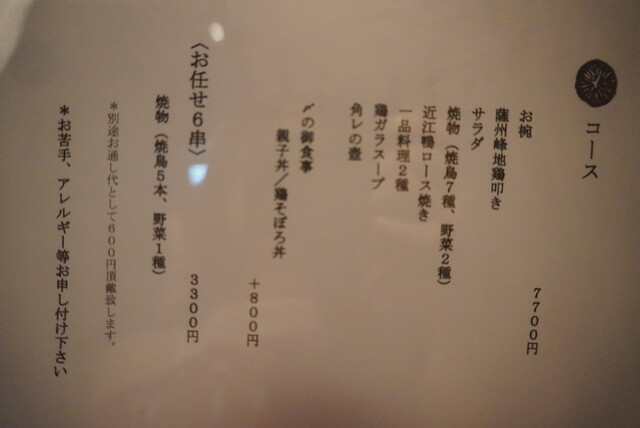 コース
7700円
お椀
薩州峰地鶏叩き
サラダ
焼物（焼鳥7種、野菜2種）
近江鴨ロース焼き
一品料理2種
鶏ガラスープ
角レの壺
〆の御食事
親子丼／鶏そぼろ丼
＋800円
〈お任せ6串〉
3300円
焼物（焼鳥5本、野菜1種）
＊別途お通し代として600円頂戴致します。
＊お苦手、アレルギー等お申し付け下さい